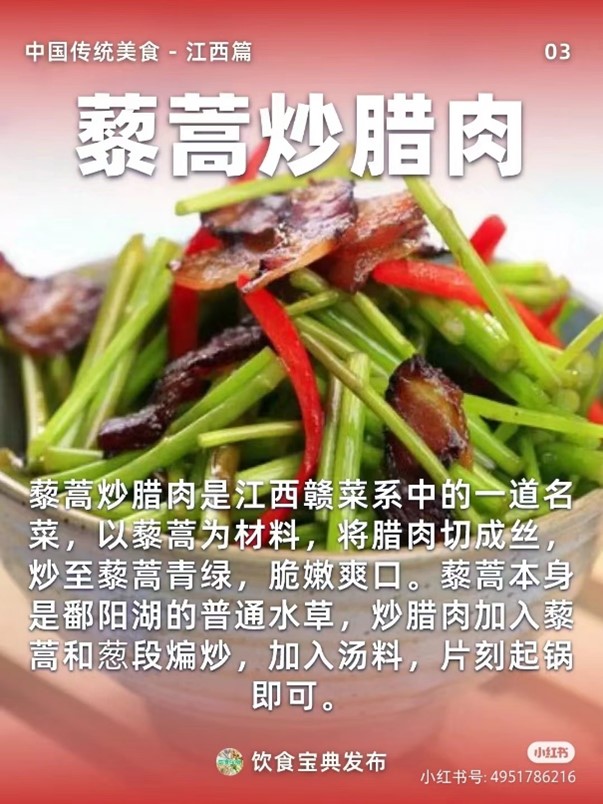 中国传统美食 - 江西篇
03
藜蒿炒腊肉
藜蒿炒腊肉是江西赣菜系中的一道名
菜，以藜蒿为材料，将腊肉切成丝，
炒至藜蒿青绿，脆嫩爽口。藜蒿本身
是鄱阳湖的普通水草，炒腊肉加入藜
蒿和葱段煸炒，加入汤料，片刻起锅
即可。
饮食宝典发布
小红书
小红书号: 4951786216